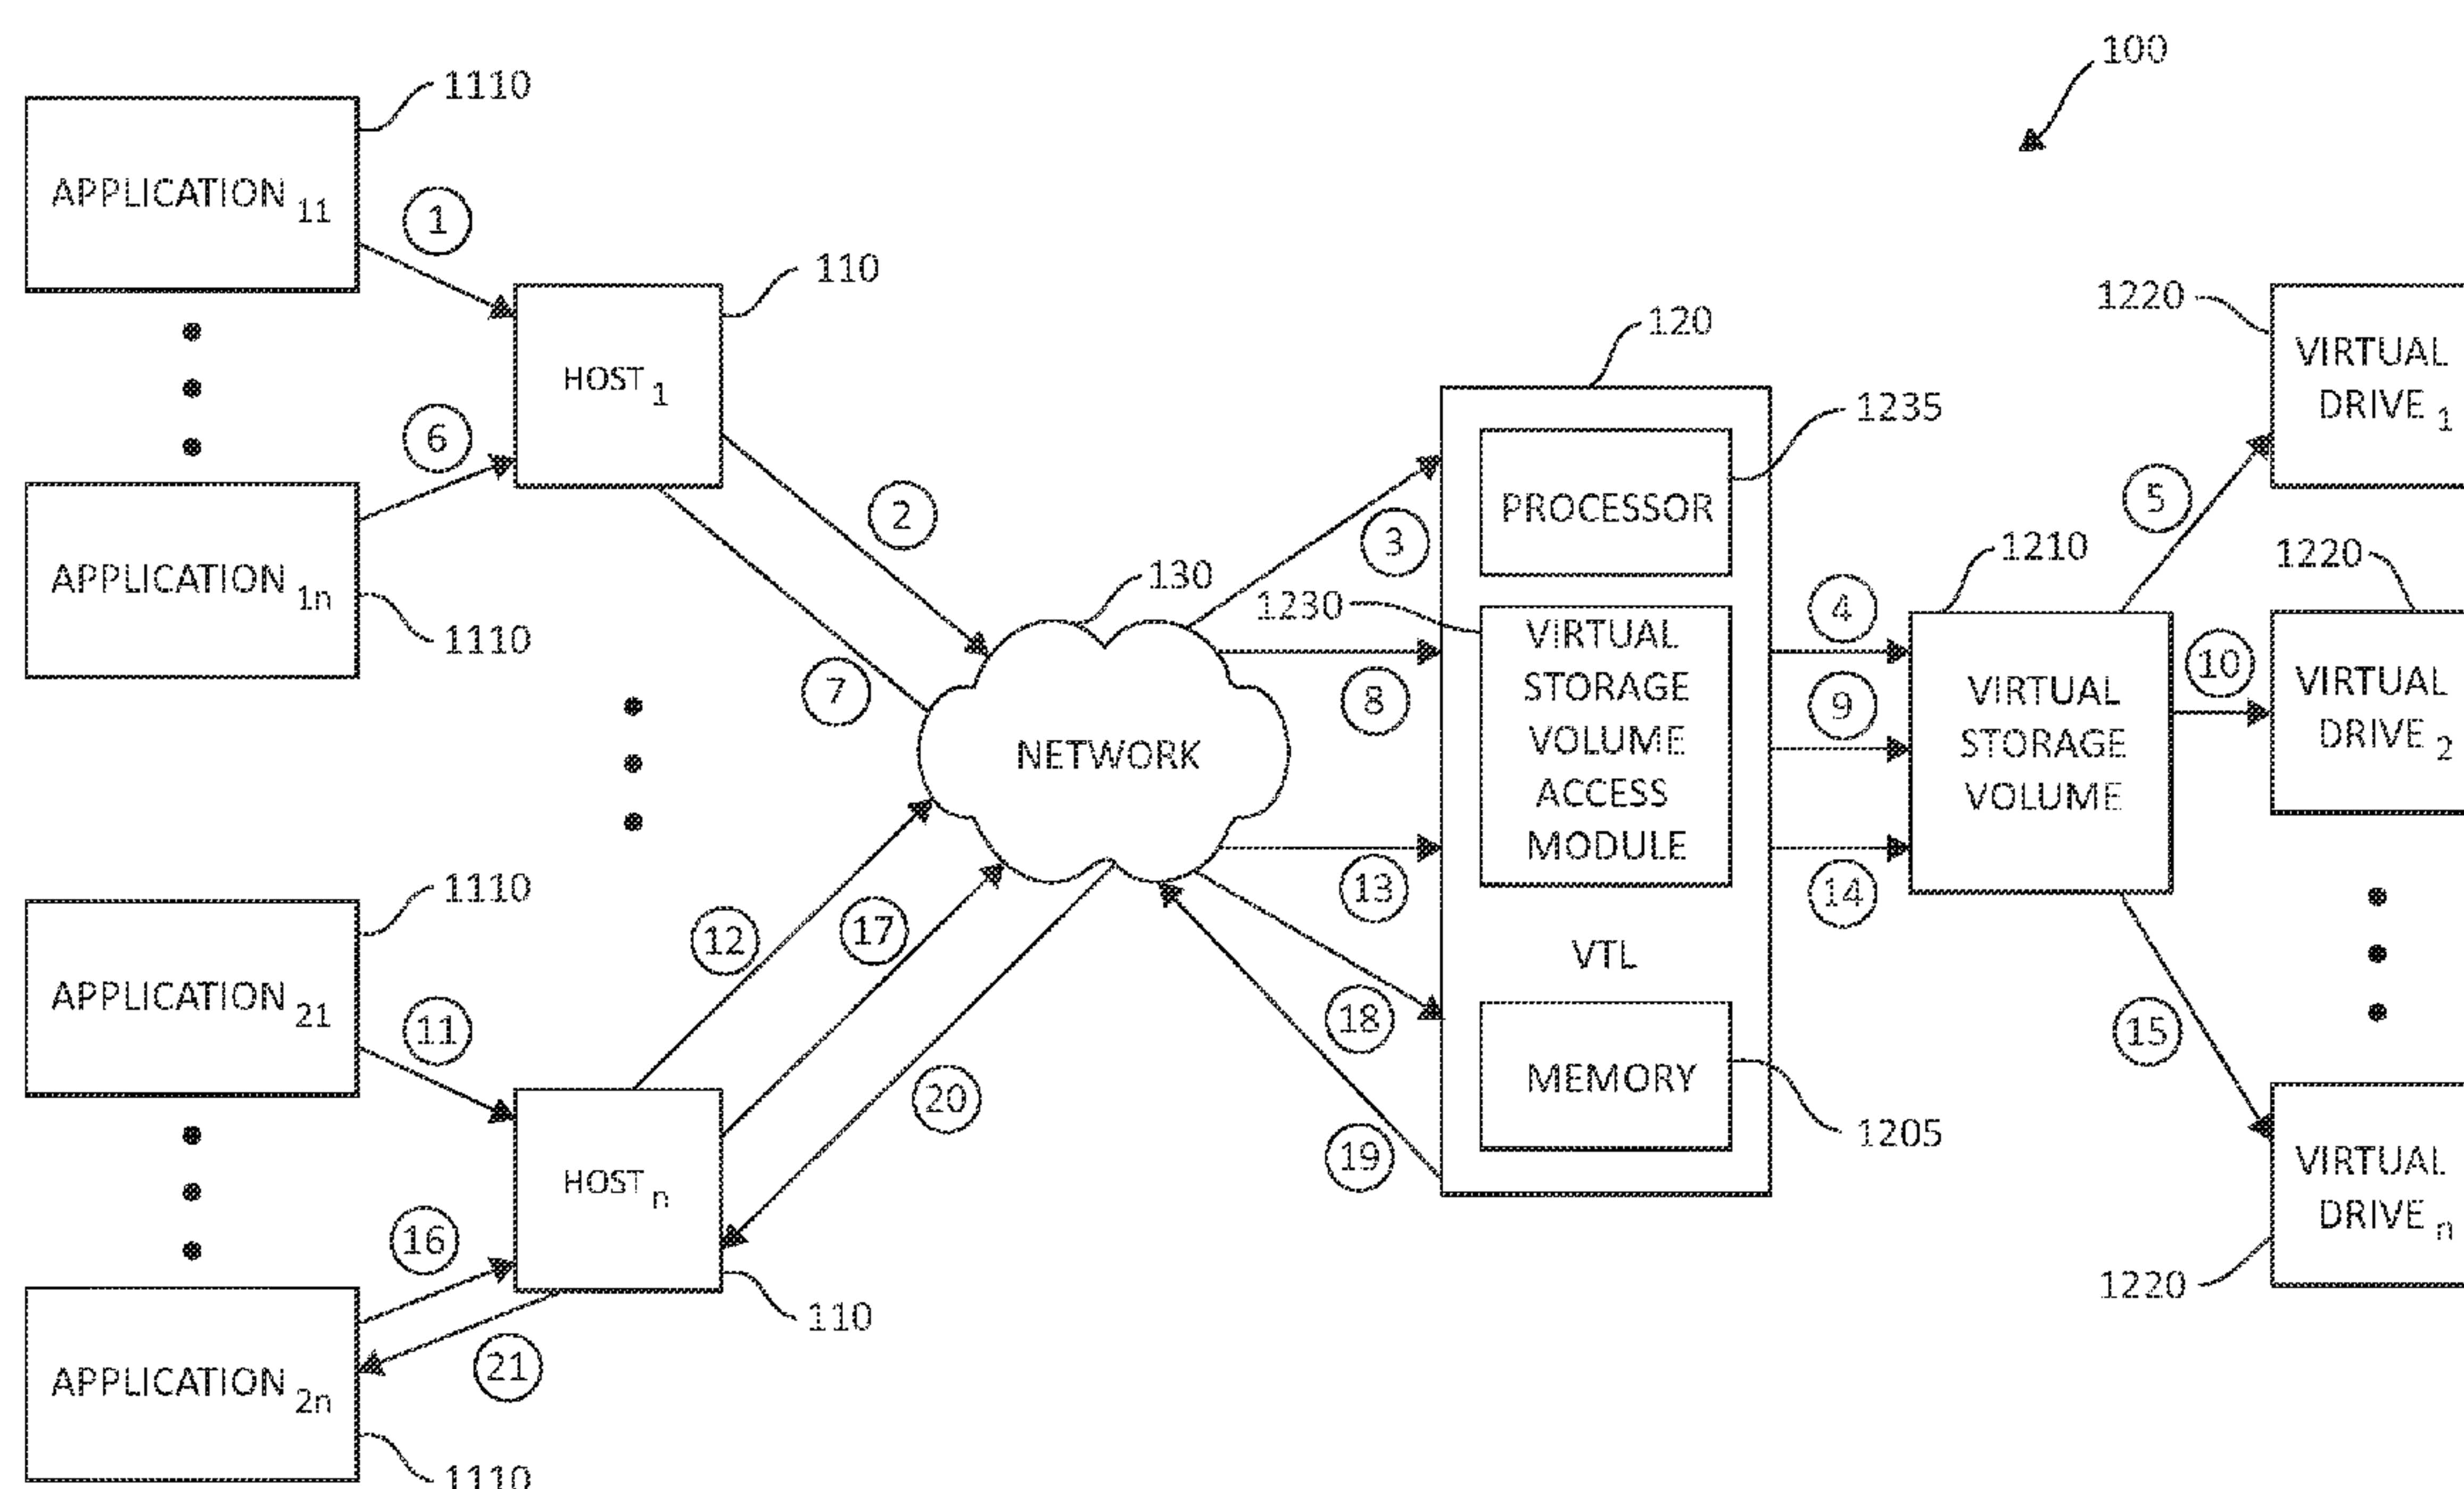 100
1110
APPLICATION 11
1
110
HOST 1
6
APPLICATION 1n
1110
2
7
130
NETWORK
3
8
13
18
19
120
1235
PROCESSOR
1230
VIRTUAL
STORAGE
VOLUME
ACCESS
MODULE
VTL
MEMORY
1205
4
9
14
1210
VIRTUAL
STORAGE
VOLUME
5
10
15
1220
VIRTUAL
DRIVE 1
1220
VIRTUAL
DRIVE 2
VIRTUAL
DRIVE n
1220
1110
APPLICATION 21
11
12
17
20
HOST n
110
16
21
APPLICATION 2n
1110